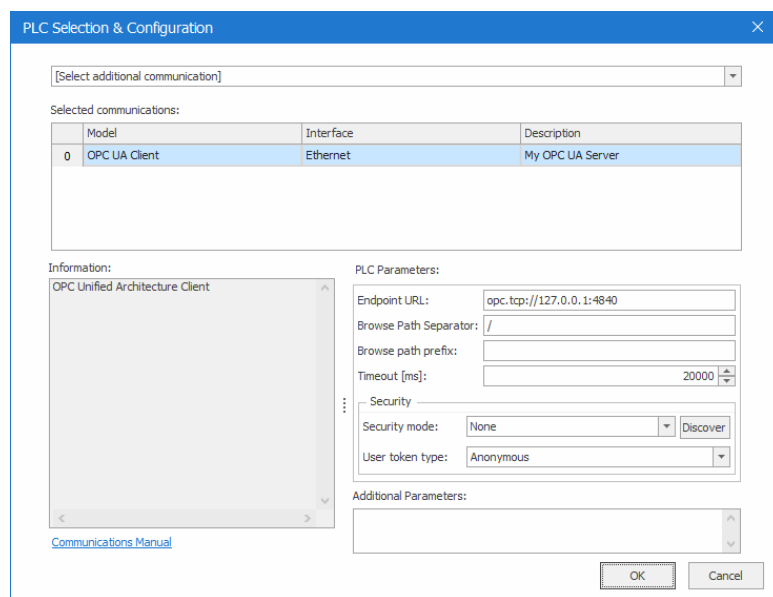 PLC Selection & Configuration
[Select additional communication]
Selected communications:
Model Interface Description
0 OPC UA Client Ethernet My OPC UA Server
Information:
OPC Unified Architecture Client
Communications Manual
PLC Parameters:
Endpoint URL: opc.tcp://127.0.0.1:4840
Browse Path Separator: /
Browse path prefix:
Timeout [ms]: 20000
Security
Security mode: None Discover
User token type: Anonymous
Additional Parameters:
OK Cancel